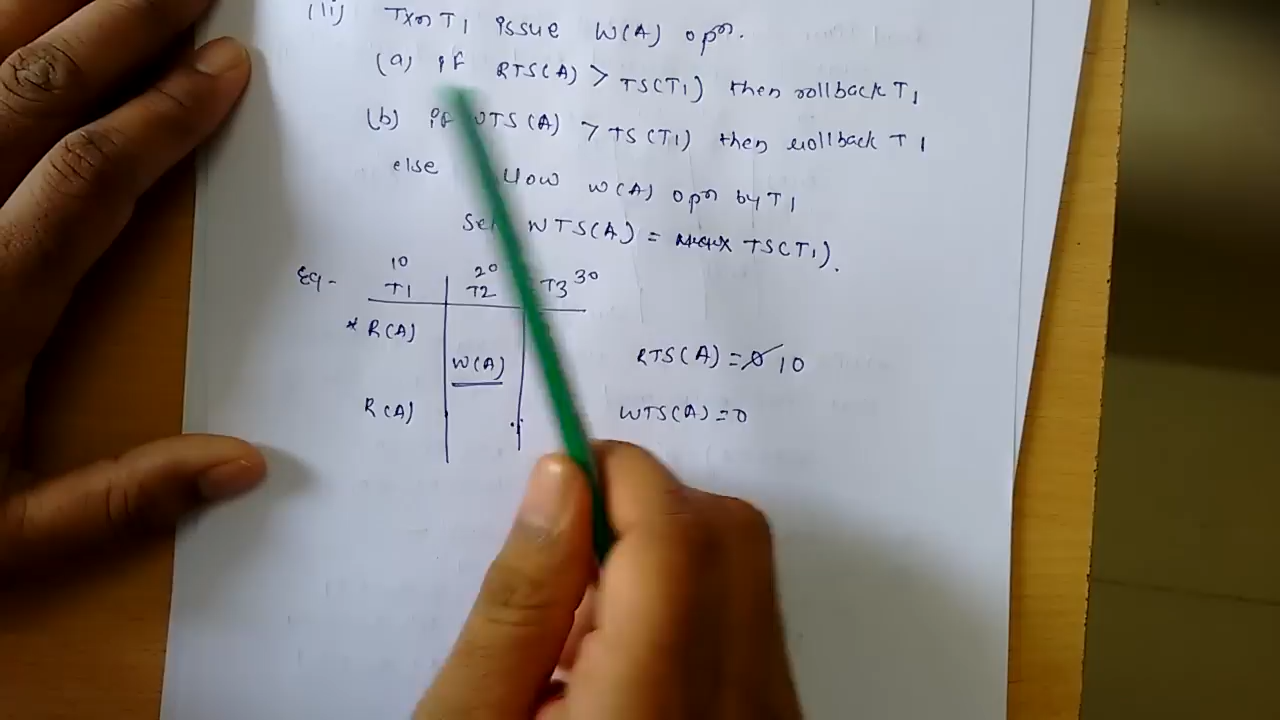 (ii) Txn T1 issue W(A) opn.
(a) if RTS(A) > TS(T1) then rollback T1
(b) if WTS(A) > TS(T1) then rollback T1
else W(A) opn by T1
Set WTS(A) = TS(T1).
10 20 30
Eg- T1 T2 T3
* R(A)
W(A) RTS(A) = 0 10
R(A) WTS(A) = 0